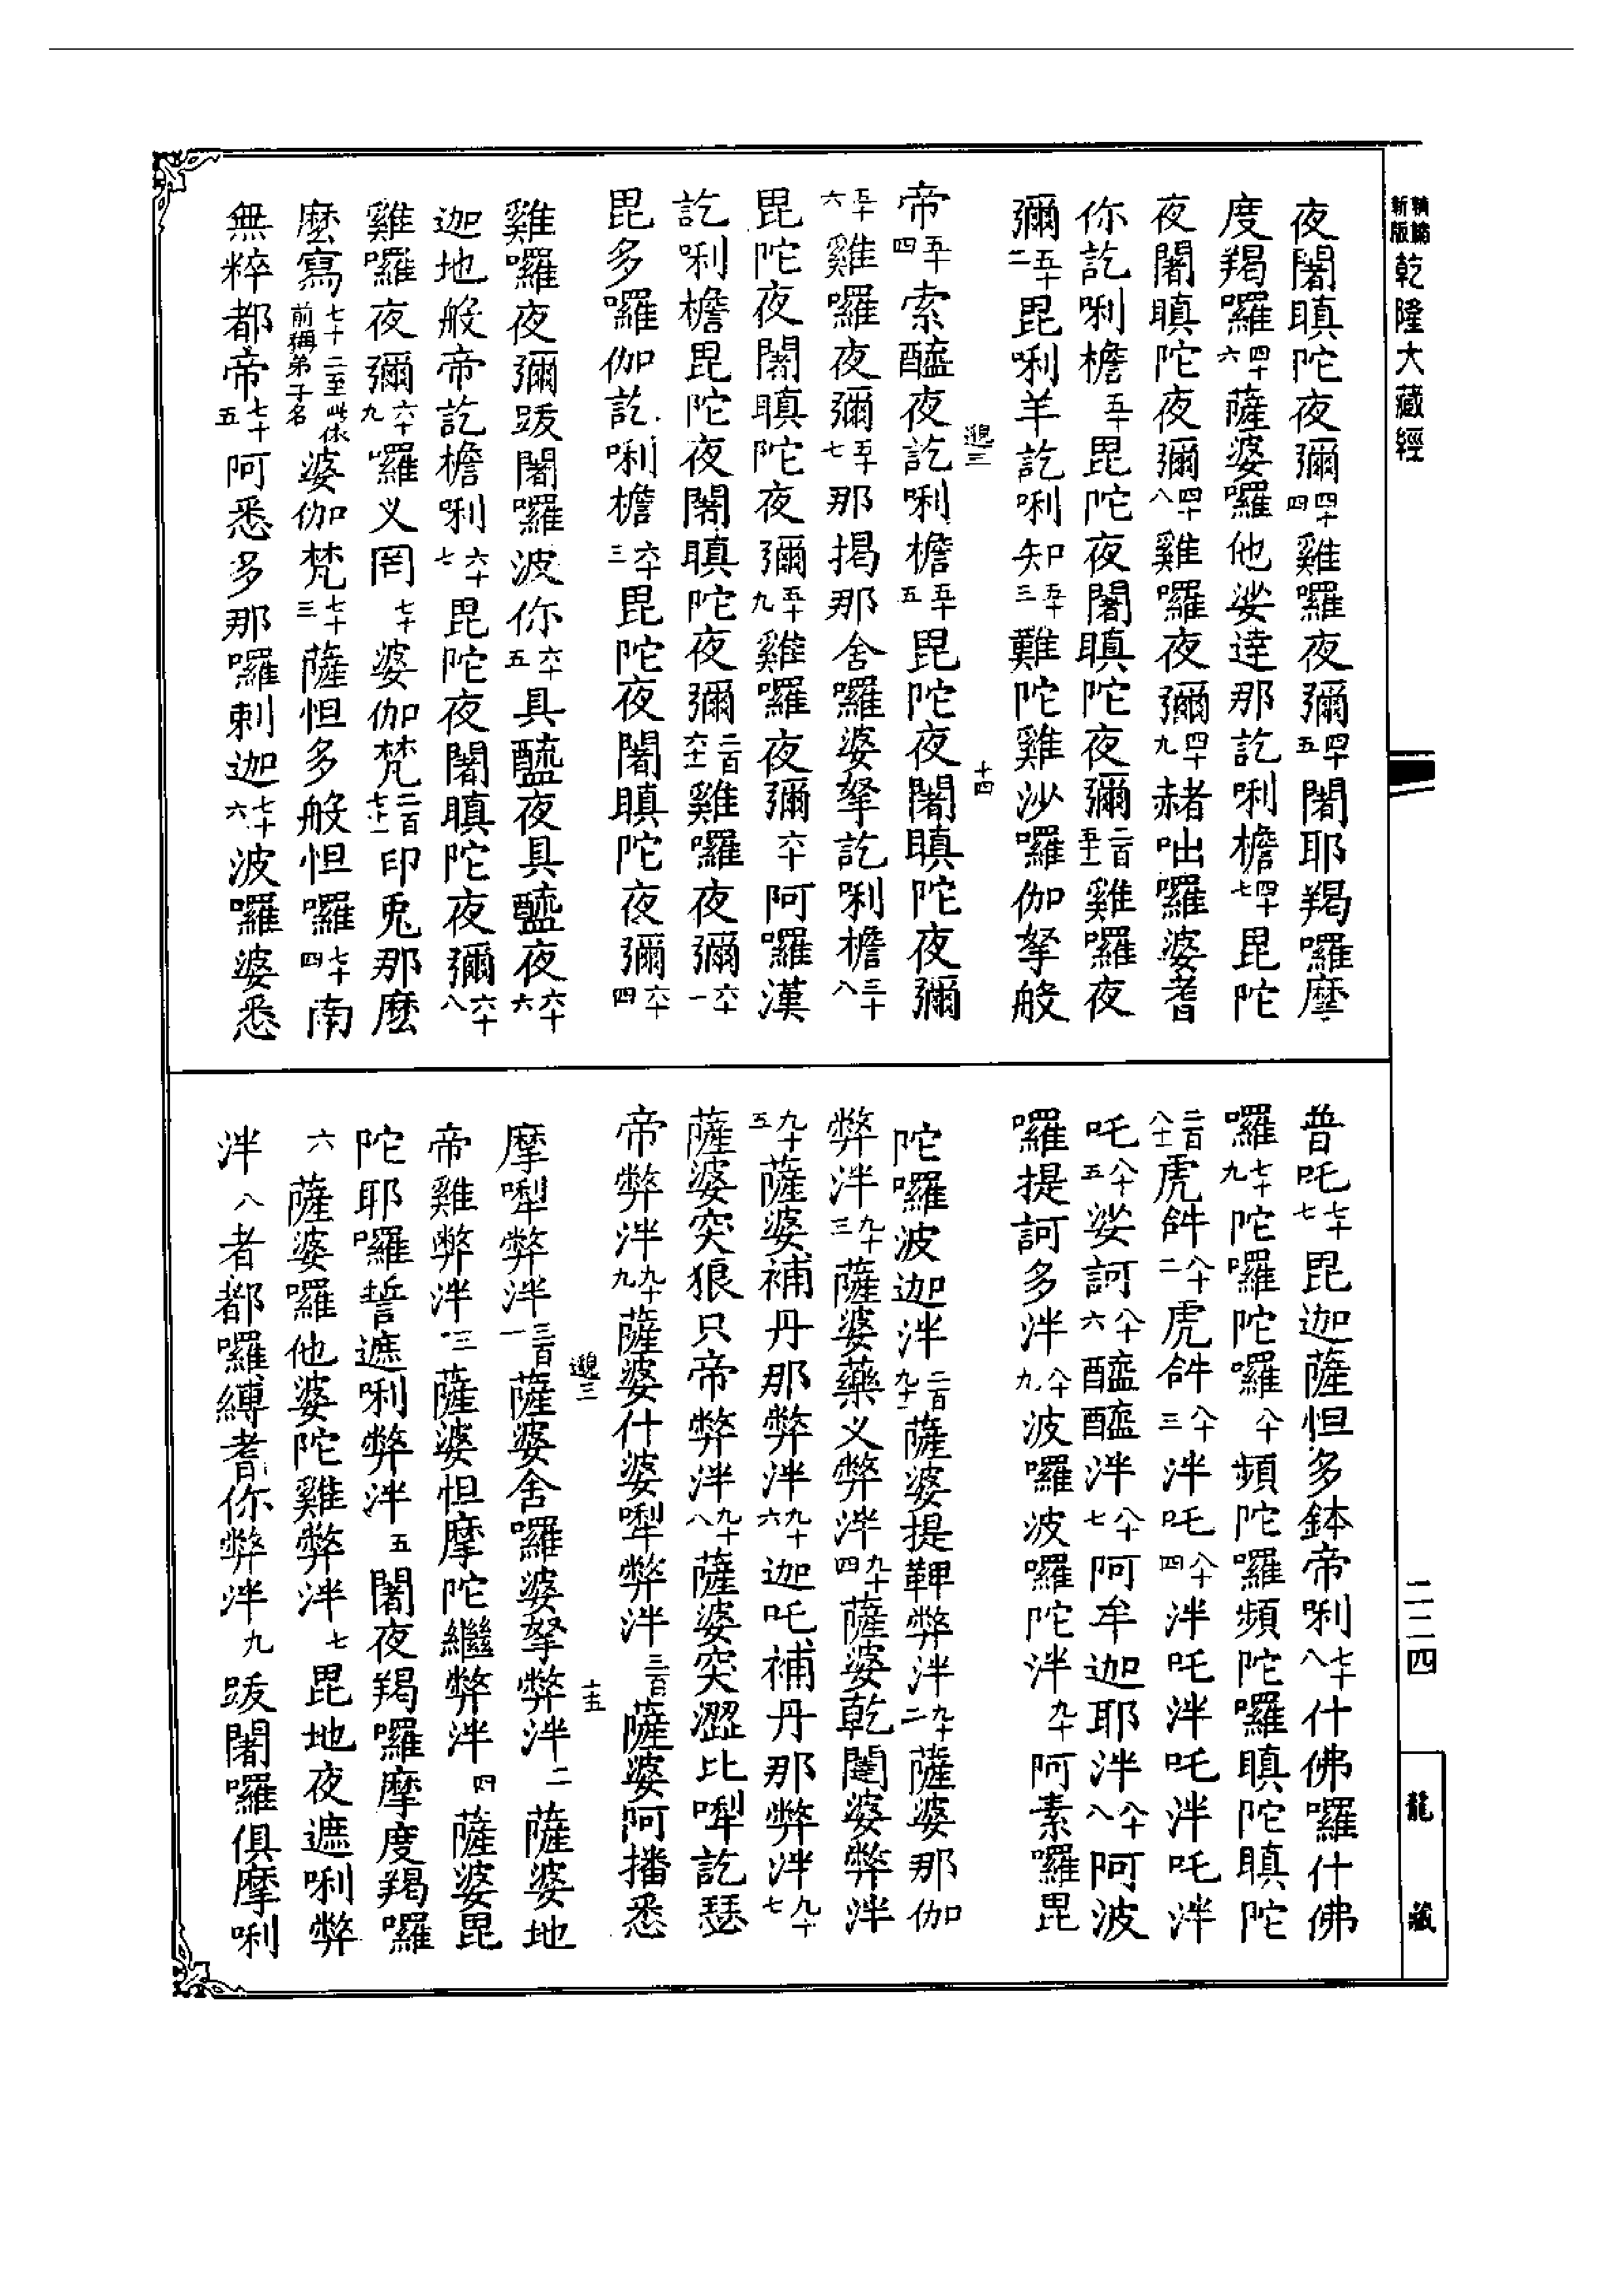 精縮新版乾隆大藏經
夜闍瞋陀夜彌四十四雞囉夜彌四十五闍耶羯囉摩
度羯囉四十六薩婆囉他娑達那訖唎檐四十七毘陀
夜闍瞋陀夜彌四十八雞囉夜彌四十九赭咄囉婆耆
你訖唎檐五十毘陀夜闍瞋陀夜彌二百五十一雞囉夜
彌五十二毘唎羊訖唎知五十三難陀雞沙囉伽拏般
帝五十四索醯夜訖唎檐五十五毘陀夜闍瞋陀夜彌
邈三 十四
五十六雞囉夜彌五十七那揭那舍囉婆拏訖唎檐三十八
毘陀夜闍瞋陀夜彌五十九雞囉夜彌六十阿囉漢
訖唎檐毘陀夜闍瞋陀夜彌二百六十一雞囉夜彌六十一
毘多囉伽訖唎檐六十三毘陀夜闍瞋陀夜彌六十四
雞囉夜彌跋闍囉波你六十五具醯夜具醯夜六十六
迦地般帝訖檐唎六十七毘陀夜闍瞋陀夜彌六十八
雞囉夜彌六十九囉义罔七十婆伽梵二百七十一印兎那麼
麼寫七十二至此依前稱弟子名婆伽梵七十三薩怛多般怛囉七十四南
無粹都帝七十五阿悉多那囉剌迦七十六波囉婆悉
普吒七十七毘迦薩怛多鉢帝唎七十八什佛囉什佛
囉七十九陀囉陀囉八十頻陀囉頻陀囉瞋陀瞋陀
二百八十一虎𤙖八十二虎𤙖八十三泮吒八十四泮吒泮吒泮吒泮
吒八十五娑訶八十六醯醯泮八十七阿牟迦耶泮八十八阿波
囉提訶多泮八十九波囉波囉陀泮九十阿素囉毘
陀囉波迦泮二百九十一薩婆提鞞弊泮九十二薩婆那伽
弊泮九十三薩婆藥义弊泮九十四薩婆乾闥婆弊泮
九十五薩婆補丹那弊泮九十六迦吒補丹那弊泮九十七
薩婆突狼只帝弊泮九十八薩婆突澀比𠼝訖瑟
帝弊泮九十九薩婆什婆𠼝弊泮三百薩婆阿播悉
邈三 十五
摩𠼝弊泮三百一薩婆舍囉婆拏弊泮二薩婆地
帝雞弊泮三薩婆怛摩陀繼弊泮四薩婆毘
陀耶囉誓遮唎弊泮五闍夜羯囉摩度羯囉
六薩婆囉他娑陀雞弊泮七毘地夜遮唎弊
泮八者都囉縛耆你弊泮九跋闍囉俱摩唎
二二四
龍藏